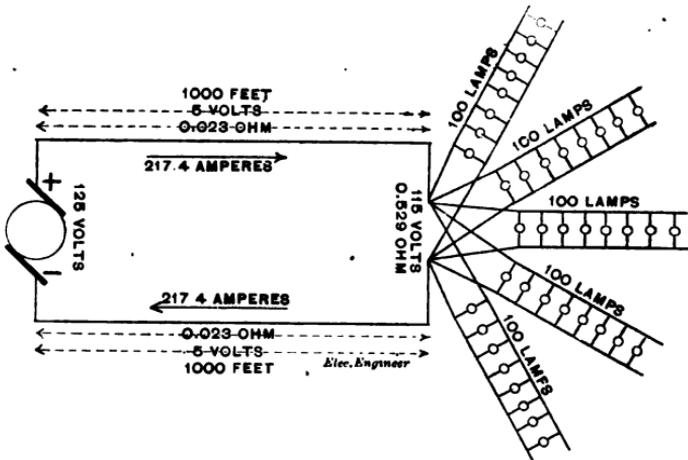 1000 FEET
5 VOLTS
0.023 OHM
217.4 AMPERES
+
125 VOLTS
-
115 VOLTS
0.529 OHM
217.4 AMPERES
0.023 OHM
5 VOLTS
1000 FEET
Elec. Engineer
100 LAMPS
100 LAMPS
100 LAMPS
100 LAMPS
100 LAMPS